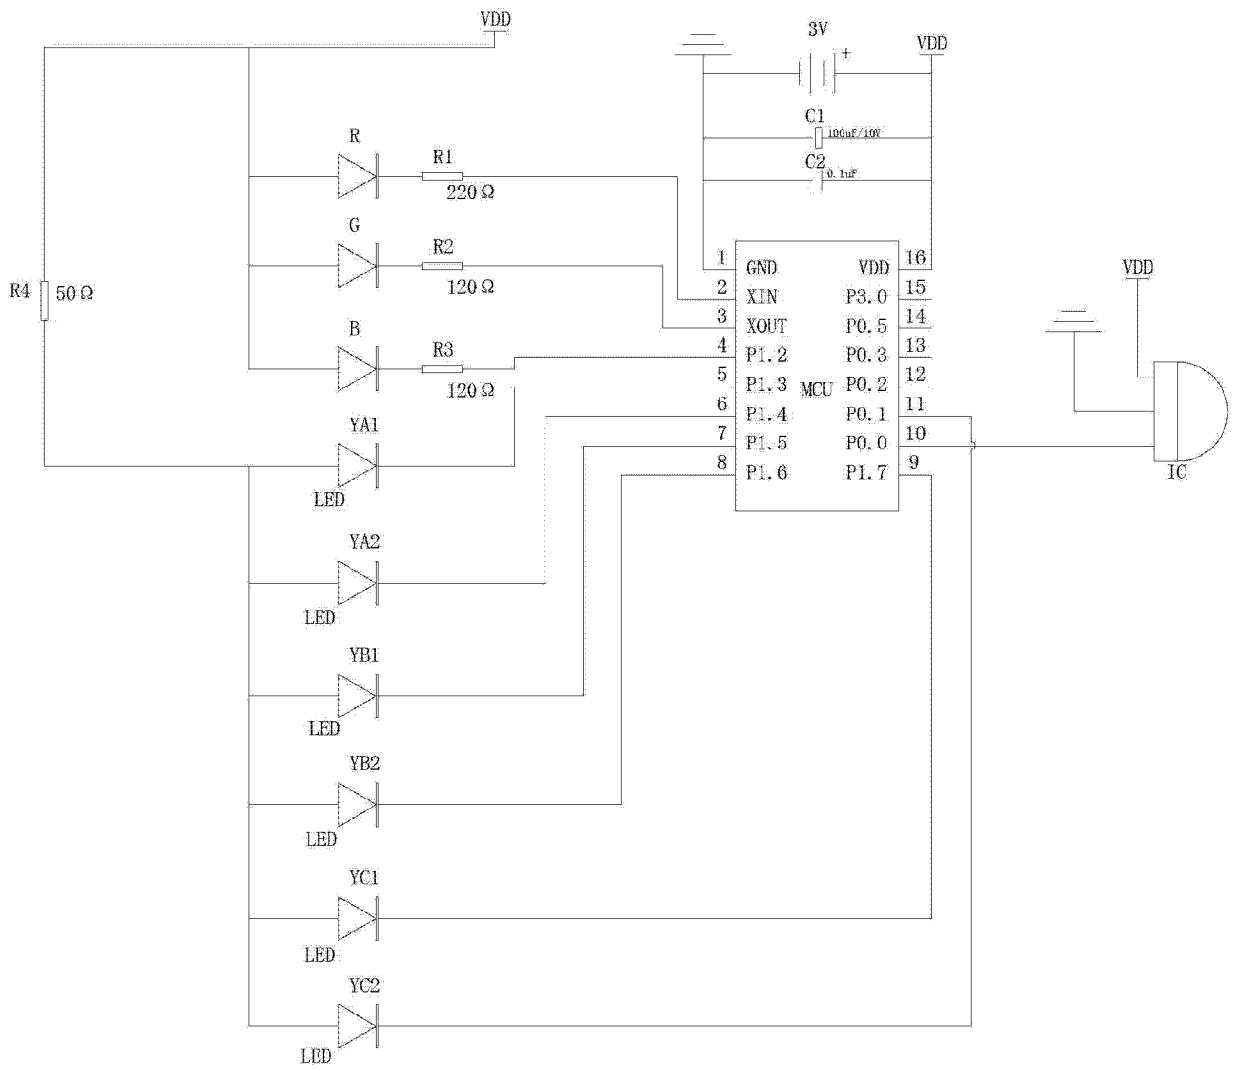 VDD
3V
+
VDD
C1
100uF/10V
C2
0.1uF
R
R1
220Ω
G
R2
120Ω
R4
50Ω
B
R3
120Ω
1 GND VDD 16
2 XIN P3.0 15
3 XOUT P0.5 14
4 P1.2 P0.3 13
5 P1.3 MCU P0.2 12
6 P1.4 P0.1 11
7 P1.5 P0.0 10
8 P1.6 P1.7 9
VDD
IC
YA1
LED
YA2
LED
YB1
LED
YB2
LED
YC1
LED
YC2
LED